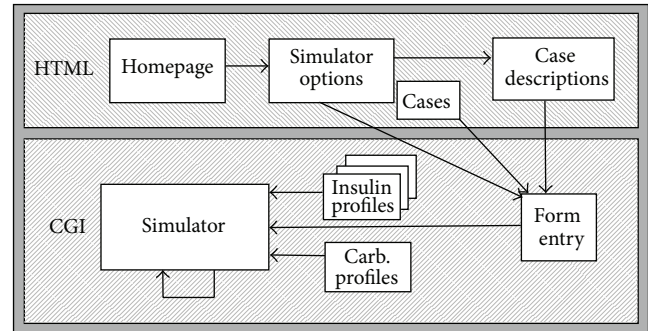 HTML
Homepage
Simulator
options
Case
descriptions
Cases
CGI
Simulator
Insulin
profiles
Carb.
profiles
Form
entry